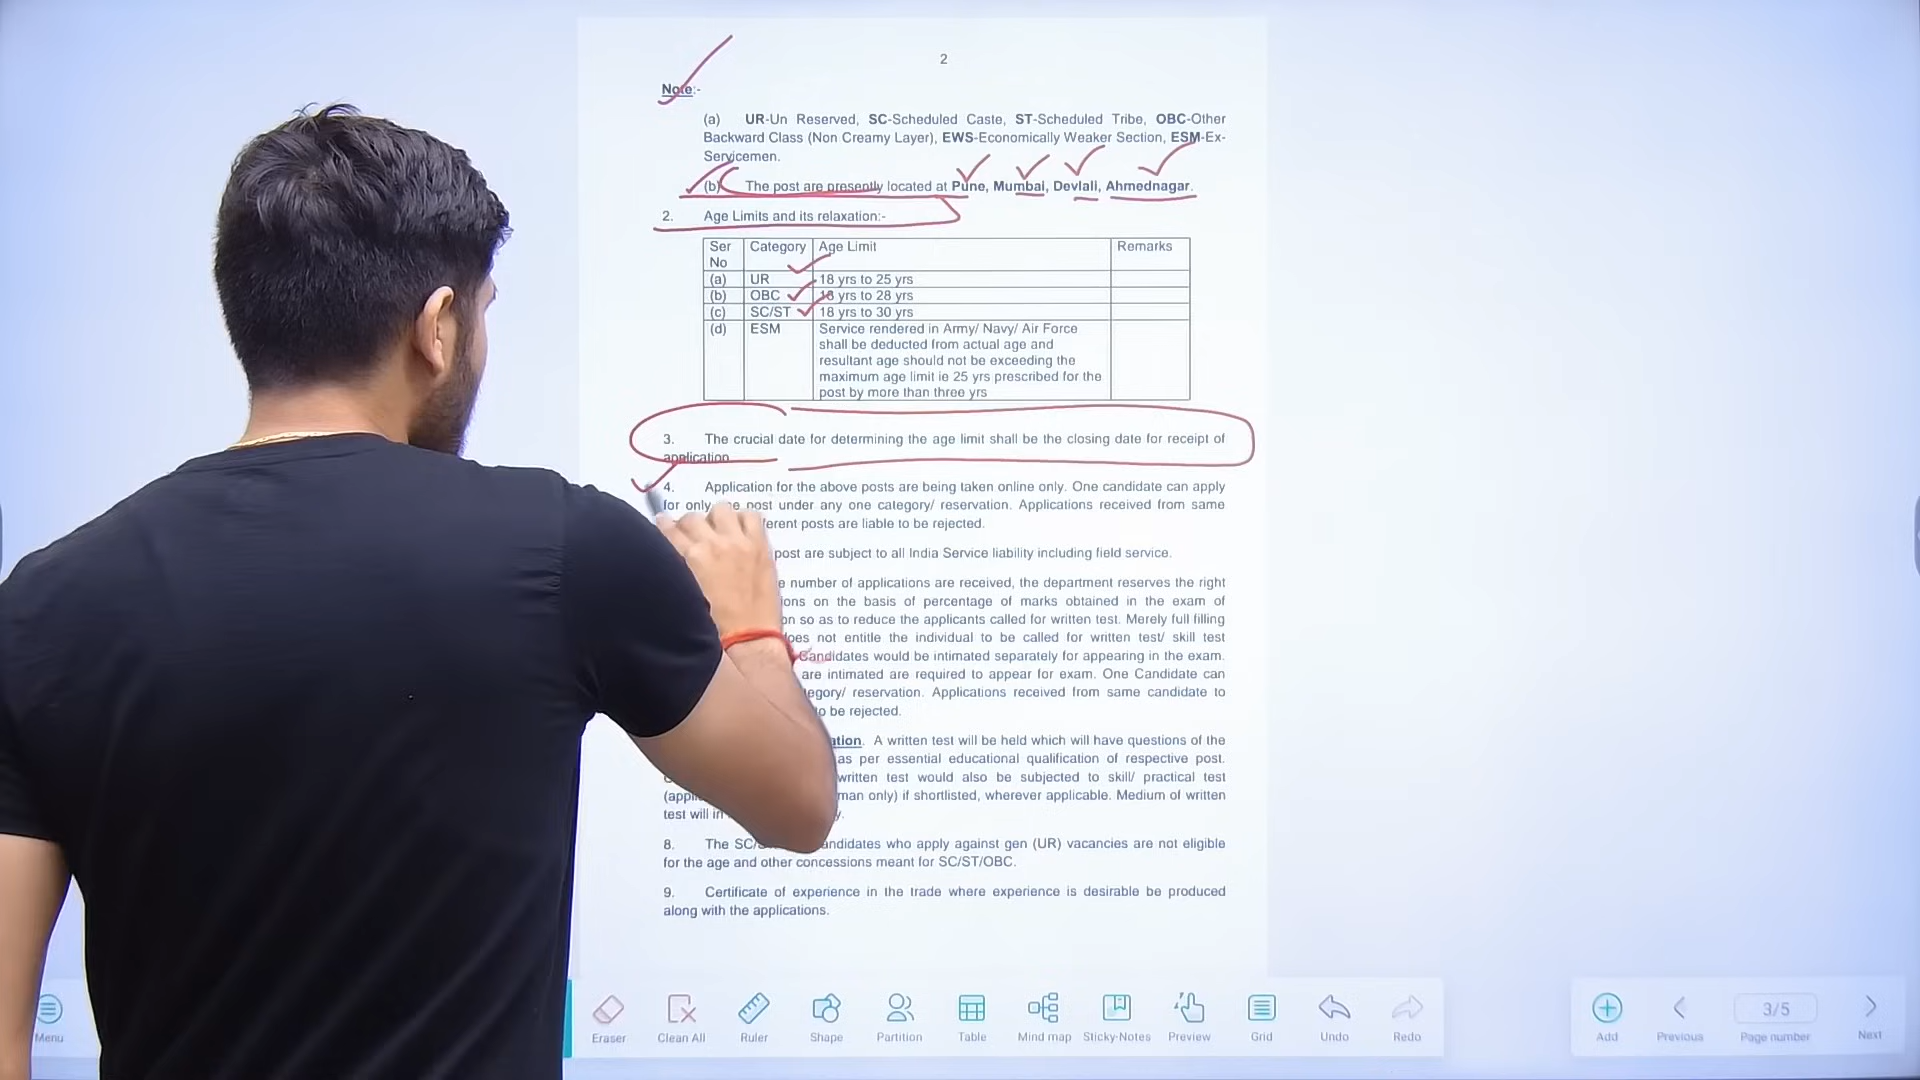 2
Note:-
(a) UR-Un Reserved, SC-Scheduled Caste, ST-Scheduled Tribe, OBC-Other
Backward Class (Non Creamy Layer), EWS-Economically Weaker Section, ESM-Ex-
Servicemen.
(b) The post are presently located at Pune, Mumbai, Devlali, Ahmednagar.
2. Age Limits and its relaxation:-
Ser No Category Age Limit Remarks
(a) UR 18 yrs to 25 yrs
(b) OBC 18 yrs to 28 yrs
(c) SC/ST 18 yrs to 30 yrs
(d) ESM Service rendered in Army/ Navy/ Air Force
shall be deducted from actual age and
resultant age should not be exceeding the
maximum age limit ie 25 yrs prescribed for the
post by more than three yrs
3. The crucial date for determining the age limit shall be the closing date for receipt of
application
4. Application for the above posts are being taken online only. One candidate can apply
for only post under any one category/ reservation. Applications received from same
posts are liable to be rejected.
post are subject to all India Service liability including field service.
number of applications are received, the department reserves the right
on the basis of percentage of marks obtained in the exam of
so as to reduce the applicants called for written test. Merely full filling
does not entitle the individual to be called for written test/ skill test
Candidates would be intimated separately for appearing in the exam.
are intimated are required to appear for exam. One Candidate can
reservation. Applications received from same candidate to
to be rejected.
A written test will be held which will have questions of the
as per essential educational qualification of respective post.
written test would also be subjected to skill/ practical test
only) if shortlisted, wherever applicable. Medium of written
test will
8. The candidates who apply against gen (UR) vacancies are not eligible
for the age and other concessions meant for SC/ST/OBC.
9. Certificate of experience in the trade where experience is desirable be produced
along with the applications.
Menu Eraser Clean All Ruler Shape Partition Table Mind map Sticky-Notes Preview Grid Undo Redo Add Previous 3/5 Page number Next